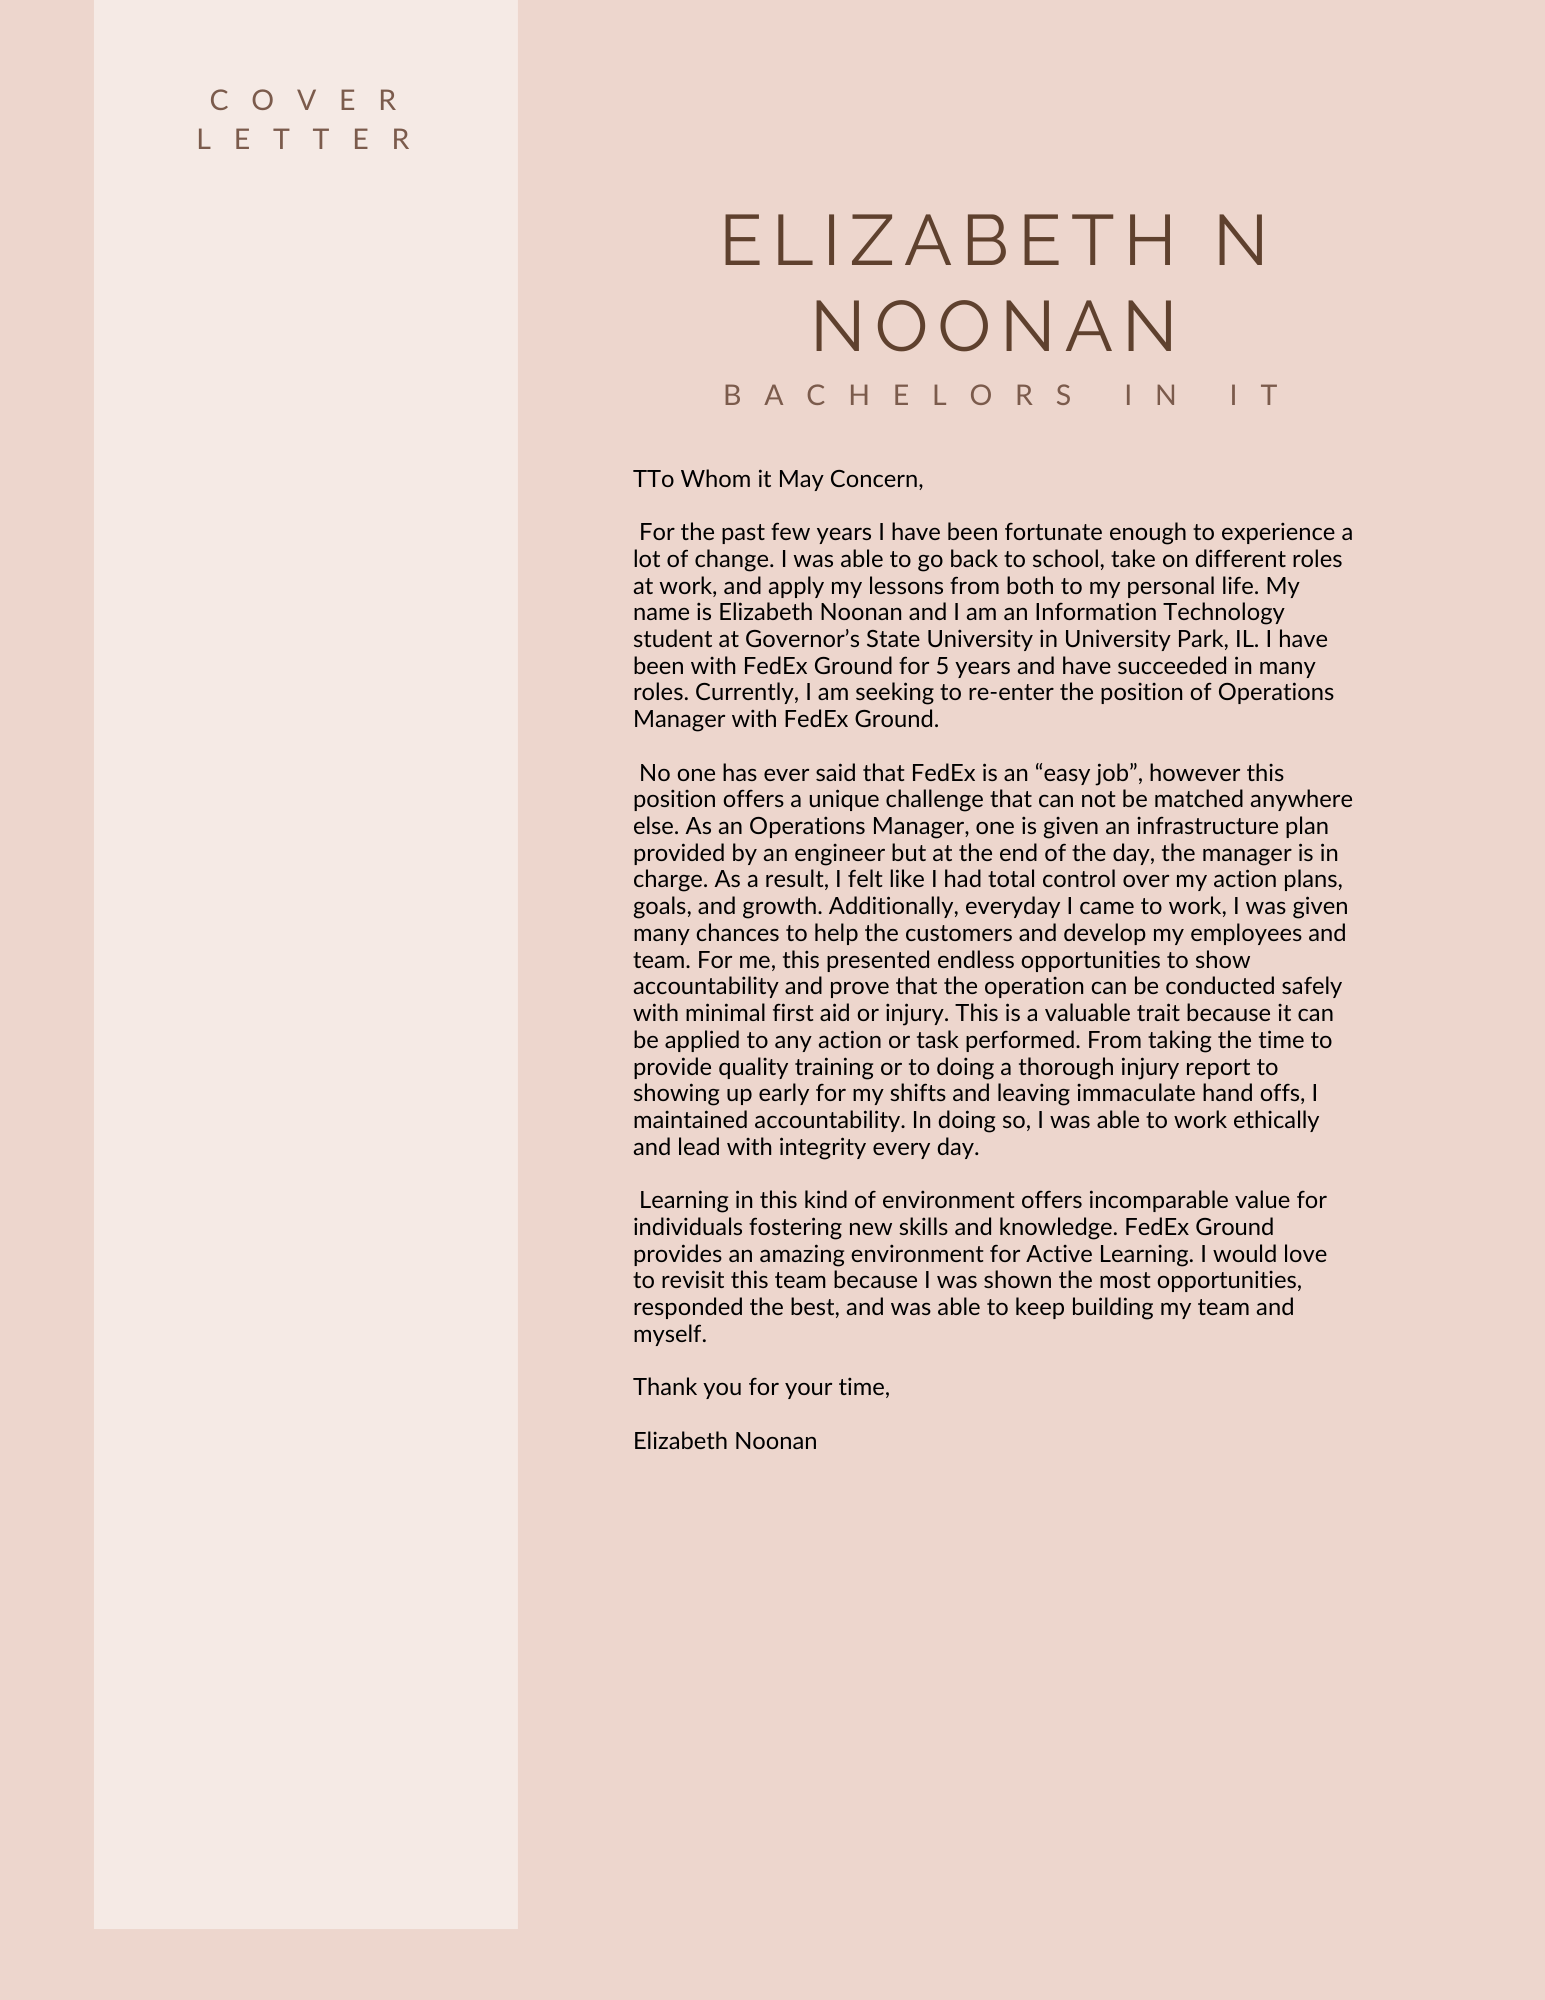 COVER
LETTER
ELIZABETH N
NOONAN
BACHELORS IN IT
TTo Whom it May Concern,
For the past few years I have been fortunate enough to experience a
lot of change. I was able to go back to school, take on different roles
at work, and apply my lessons from both to my personal life. My
name is Elizabeth Noonan and I am an Information Technology
student at Governor’s State University in University Park, IL. I have
been with FedEx Ground for 5 years and have succeeded in many
roles. Currently, I am seeking to re-enter the position of Operations
Manager with FedEx Ground.
No one has ever said that FedEx is an “easy job”, however this
position offers a unique challenge that can not be matched anywhere
else. As an Operations Manager, one is given an infrastructure plan
provided by an engineer but at the end of the day, the manager is in
charge. As a result, I felt like I had total control over my action plans,
goals, and growth. Additionally, everyday I came to work, I was given
many chances to help the customers and develop my employees and
team. For me, this presented endless opportunities to show
accountability and prove that the operation can be conducted safely
with minimal first aid or injury. This is a valuable trait because it can
be applied to any action or task performed. From taking the time to
provide quality training or to doing a thorough injury report to
showing up early for my shifts and leaving immaculate hand offs, I
maintained accountability. In doing so, I was able to work ethically
and lead with integrity every day.
Learning in this kind of environment offers incomparable value for
individuals fostering new skills and knowledge. FedEx Ground
provides an amazing environment for Active Learning. I would love
to revisit this team because I was shown the most opportunities,
responded the best, and was able to keep building my team and
myself.
Thank you for your time,
Elizabeth Noonan